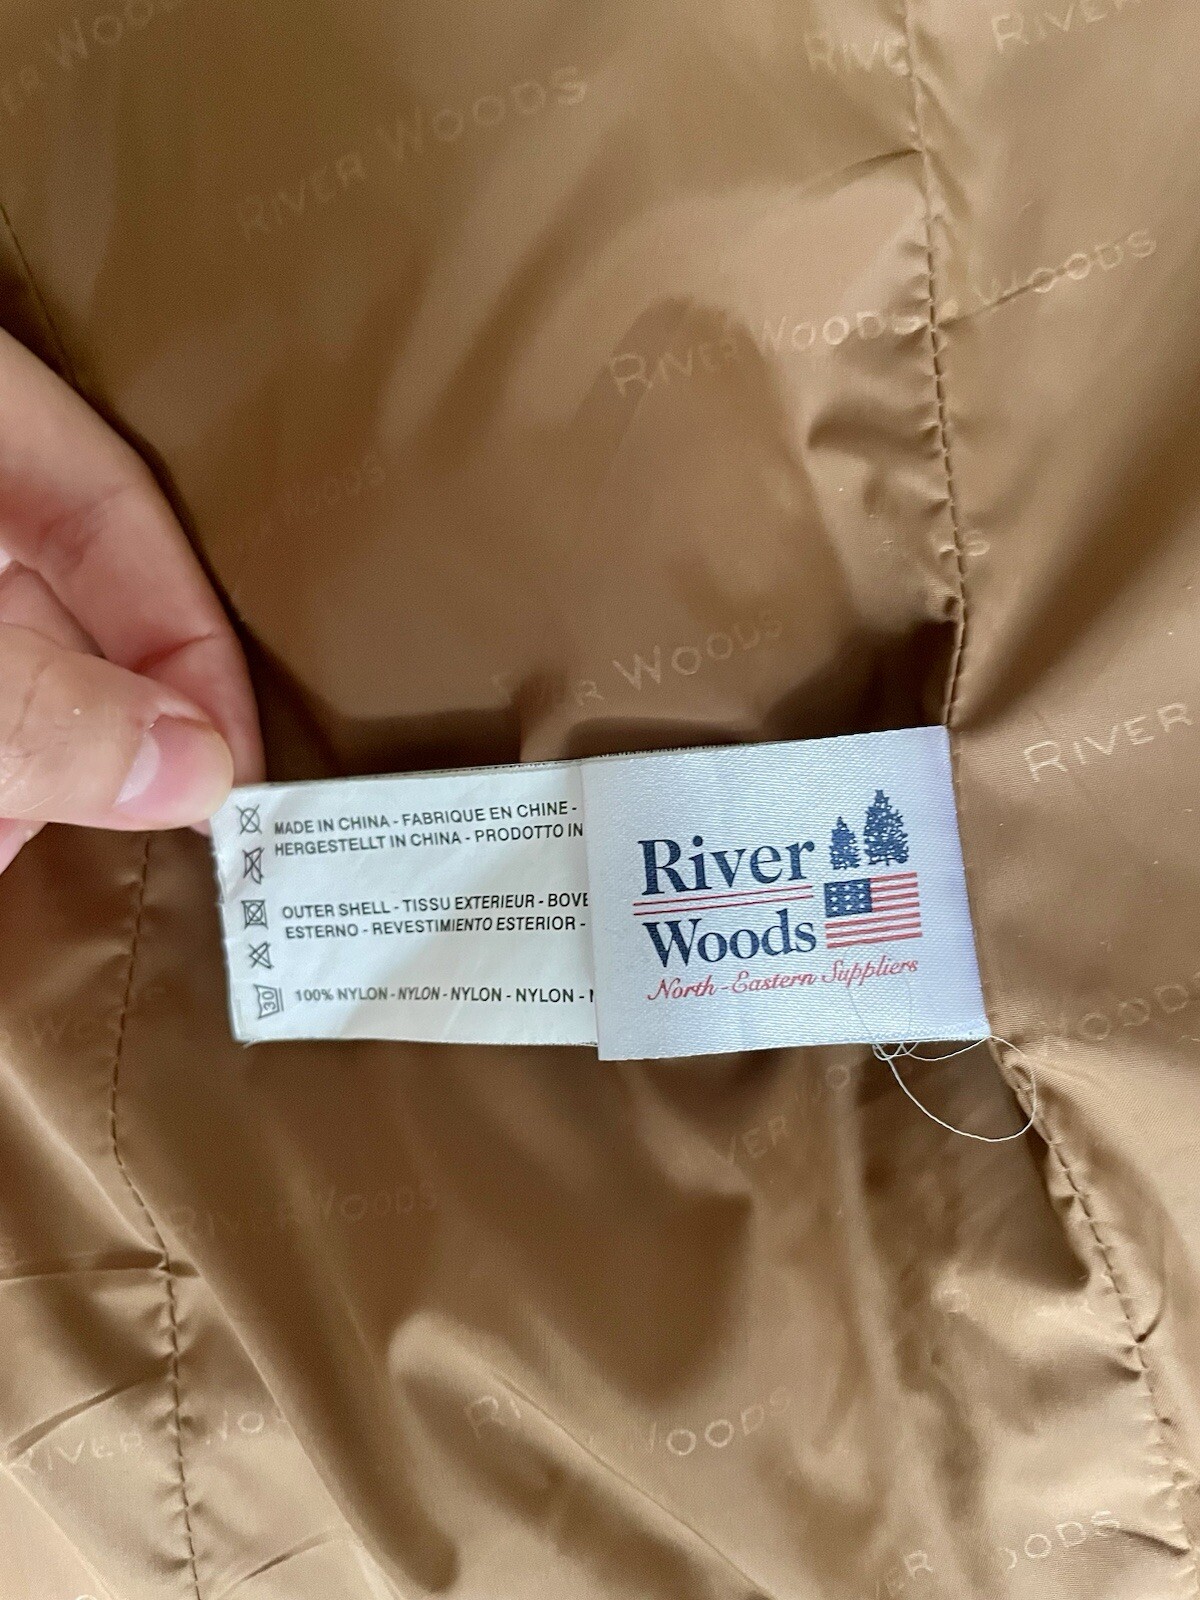 RIVER WOODS
RIVER
RIVER WOODS
WOODS
RIVER WOODS
WOODS
WOODS
RIVER
MADE IN CHINA - FABRIQUE EN CHINE -
HERGESTELLT IN CHINA - PRODOTTO IN
OUTER SHELL - TISSU EXTERIEUR - BOVE
ESTERNO - REVESTIMIENTO ESTERIOR -
100% NYLON - NYLON - NYLON - NYLON -
30
River
Woods
North-Eastern Suppliers
RIVER WOODS